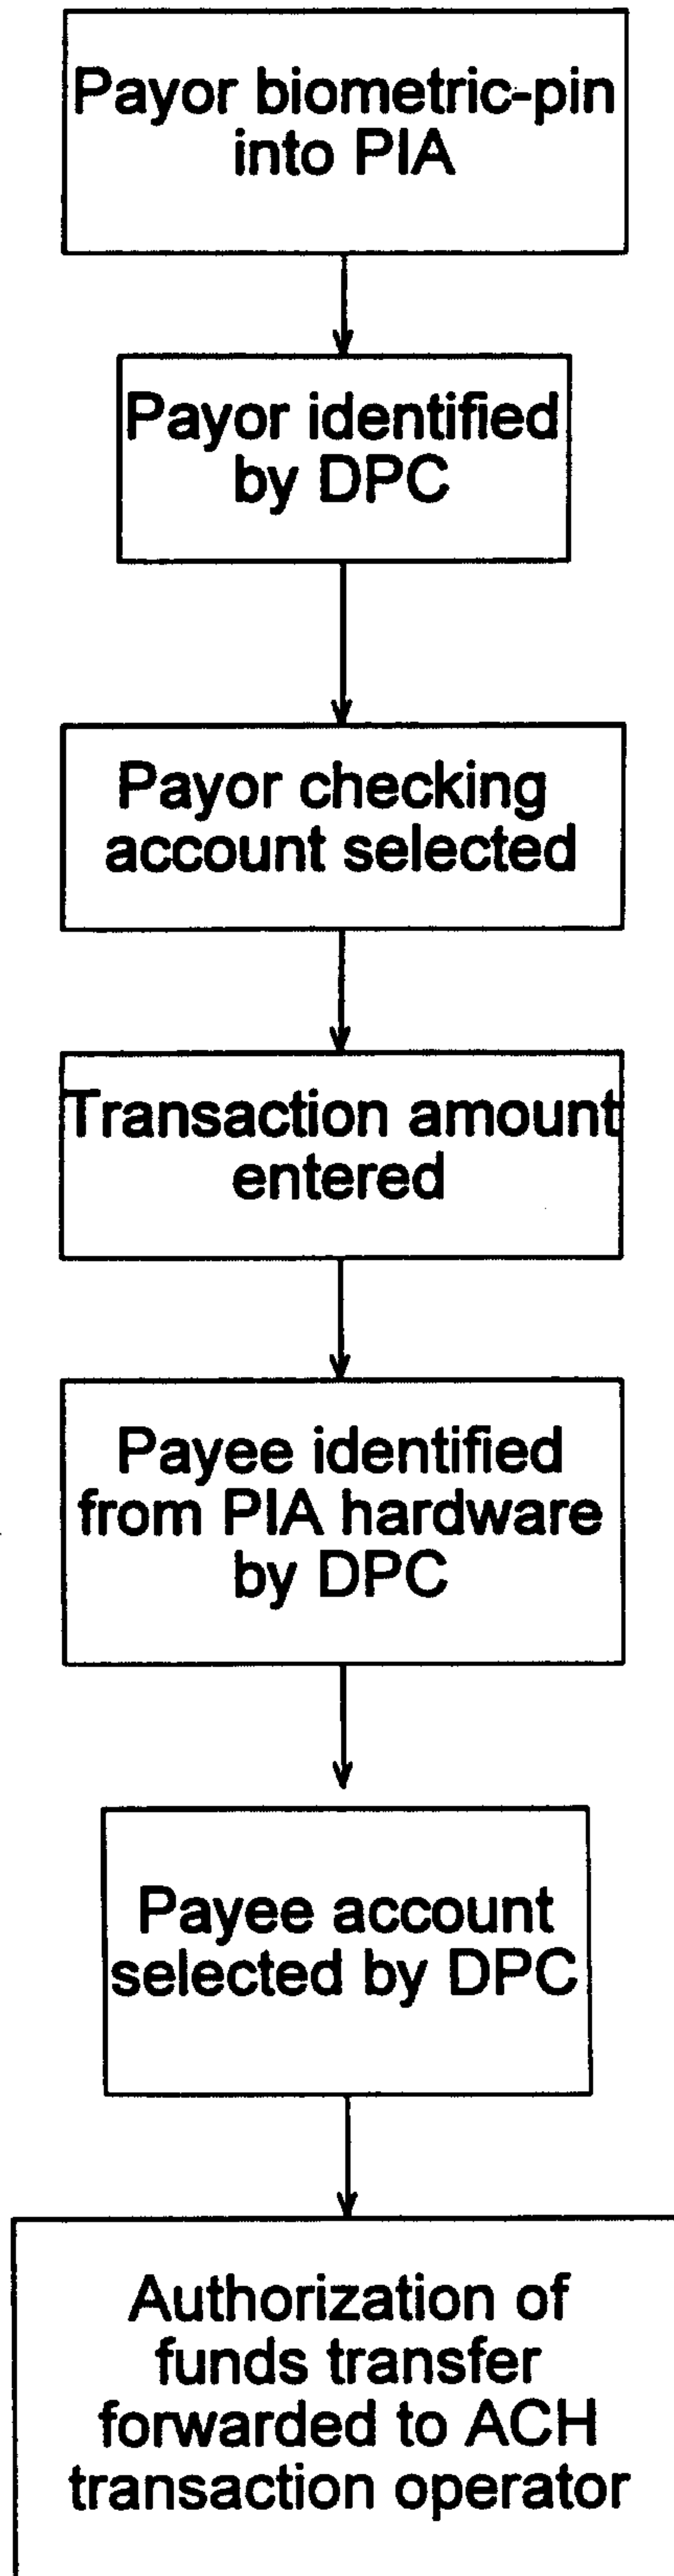 Payor biometric-pin
into PIA
Payor identified
by DPC
Payor checking
account selected
Transaction amount
entered
Payee identified
from PIA hardware
by DPC
Payee account
selected by DPC
Authorization of
funds transfer
forwarded to ACH
transaction operator